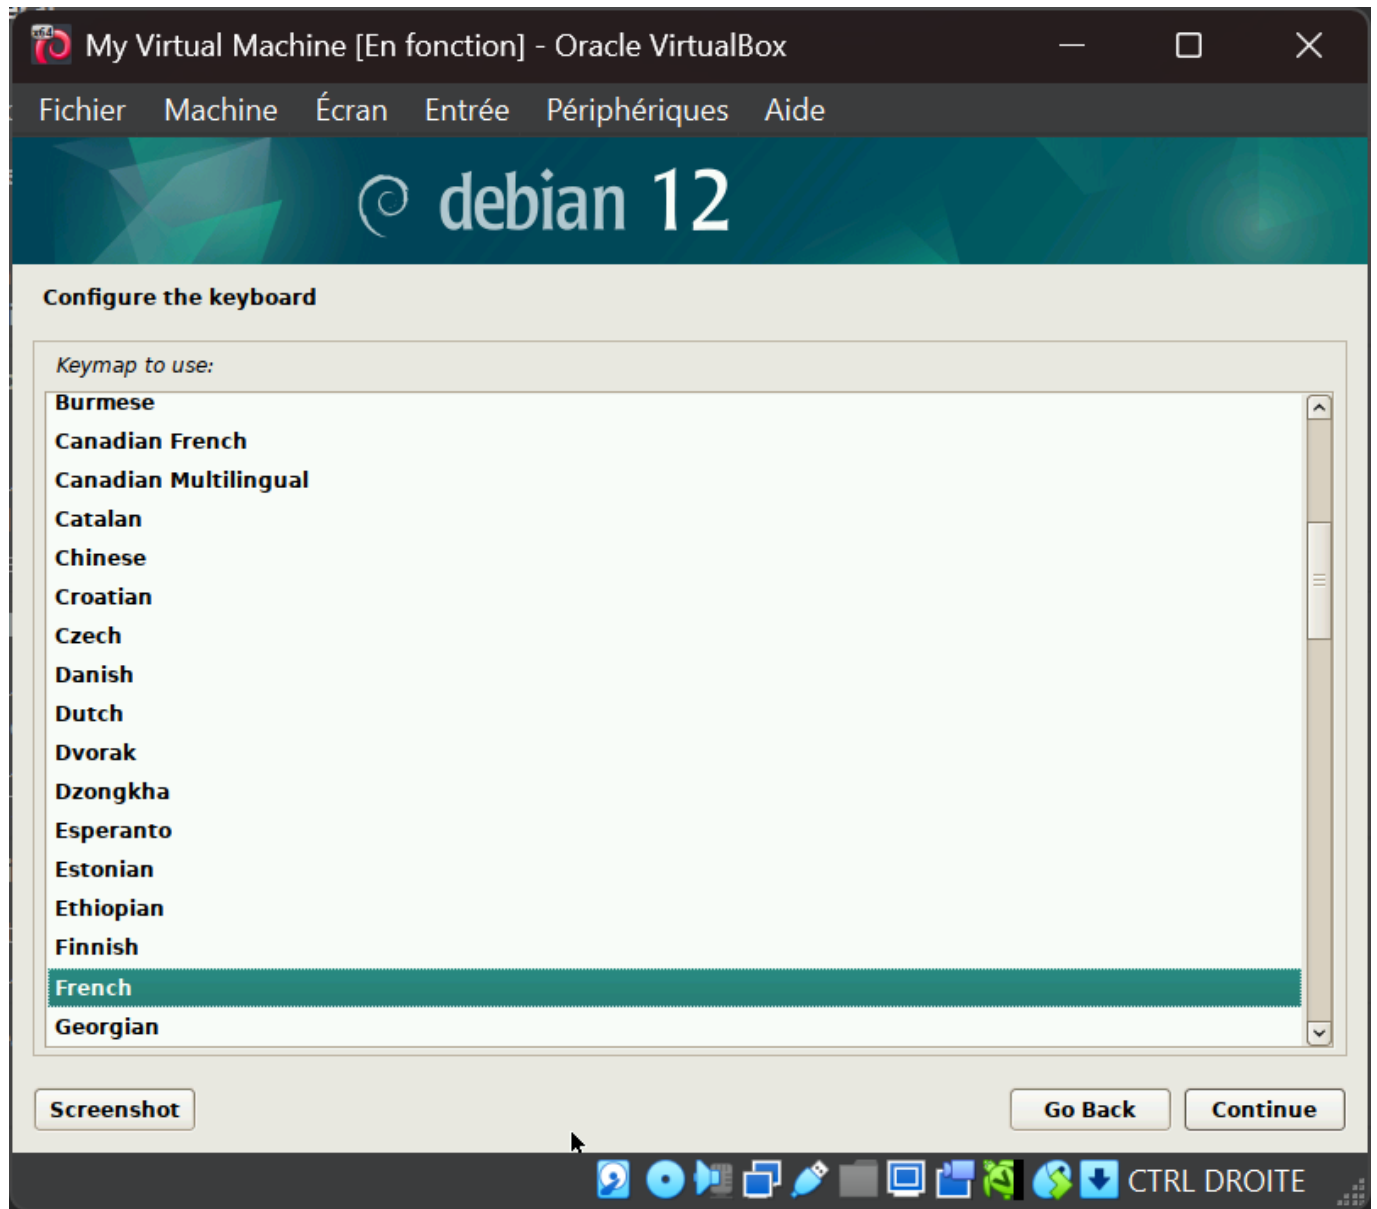 My Virtual Machine [En fonction] - Oracle VirtualBox
Fichier Machine Écran Entrée Périphériques Aide
debian 12
Configure the keyboard
Keymap to use:
Burmese
Canadian French
Canadian Multilingual
Catalan
Chinese
Croatian
Czech
Danish
Dutch
Dvorak
Dzongkha
Esperanto
Estonian
Ethiopian
Finnish
French
Georgian
Screenshot Go Back Continue
CTRL DROITE